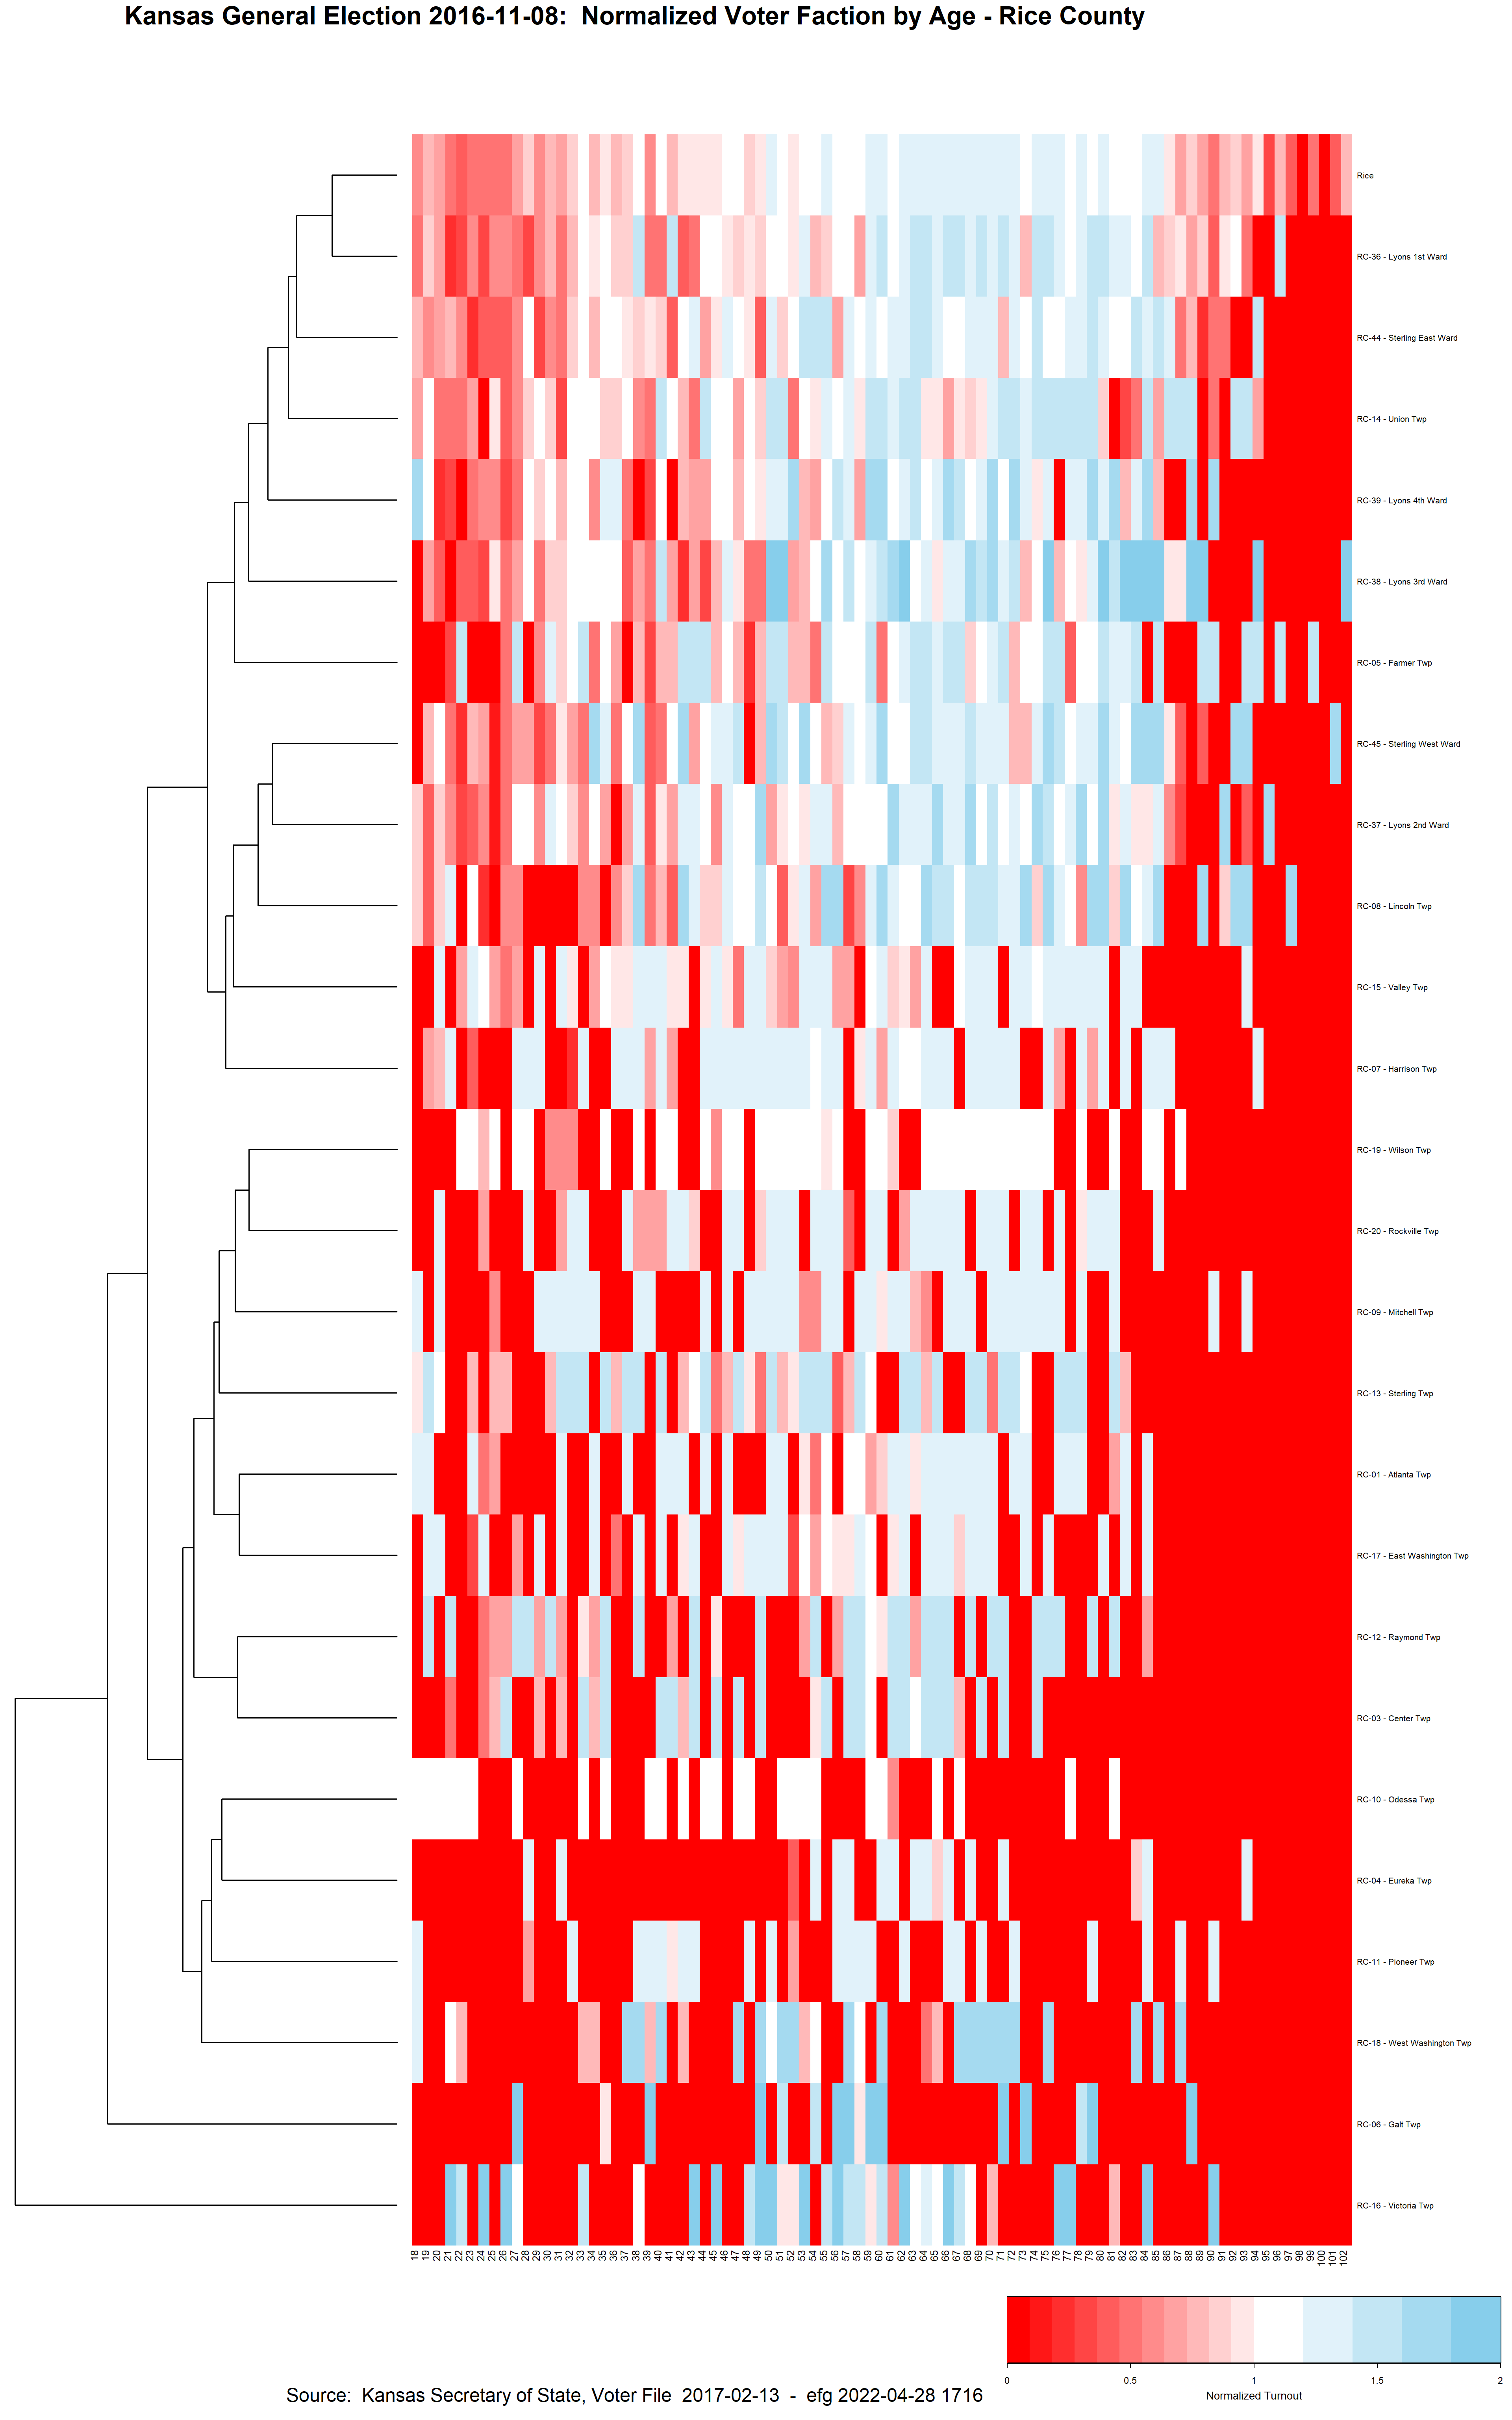 Kansas General Election 2016-11-08:  Normalized Voter Faction by Age - Rice County
Rice
RC-36 - Lyons 1st Ward
RC-44 - Sterling East Ward
RC-14 - Union Twp
RC-39 - Lyons 4th Ward
RC-38 - Lyons 3rd Ward
RC-05 - Farmer Twp
RC-45 - Sterling West Ward
RC-37 - Lyons 2nd Ward
RC-08 - Lincoln Twp
RC-15 - Valley Twp
RC-07 - Harrison Twp
RC-19 - Wilson Twp
RC-20 - Rockville Twp
RC-09 - Mitchell Twp
RC-13 - Sterling Twp
RC-01 - Atlanta Twp
RC-17 - East Washington Twp
RC-12 - Raymond Twp
RC-03 - Center Twp
RC-10 - Odessa Twp
RC-04 - Eureka Twp
RC-11 - Pioneer Twp
RC-18 - West Washington Twp
RC-06 - Galt Twp
RC-16 - Victoria Twp
18 19 20 21 22 23 24 25 26 27 28 29 30 31 32 33 34 35 36 37 38 39 40 41 42 43 44 45 46 47 48 49 50 51 52 53 54 55 56 57 58 59 60 61 62 63 64 65 66 67 68 69 70 71 72 73 74 75 76 77 78 79 80 81 82 83 84 85 86 87 88 89 90 91 92 93 94 95 96 97 98 99 100 101 102
0 0.5 1 1.5 2
Normalized Turnout
Source:  Kansas Secretary of State, Voter File  2017-02-13  -  efg 2022-04-28 1716